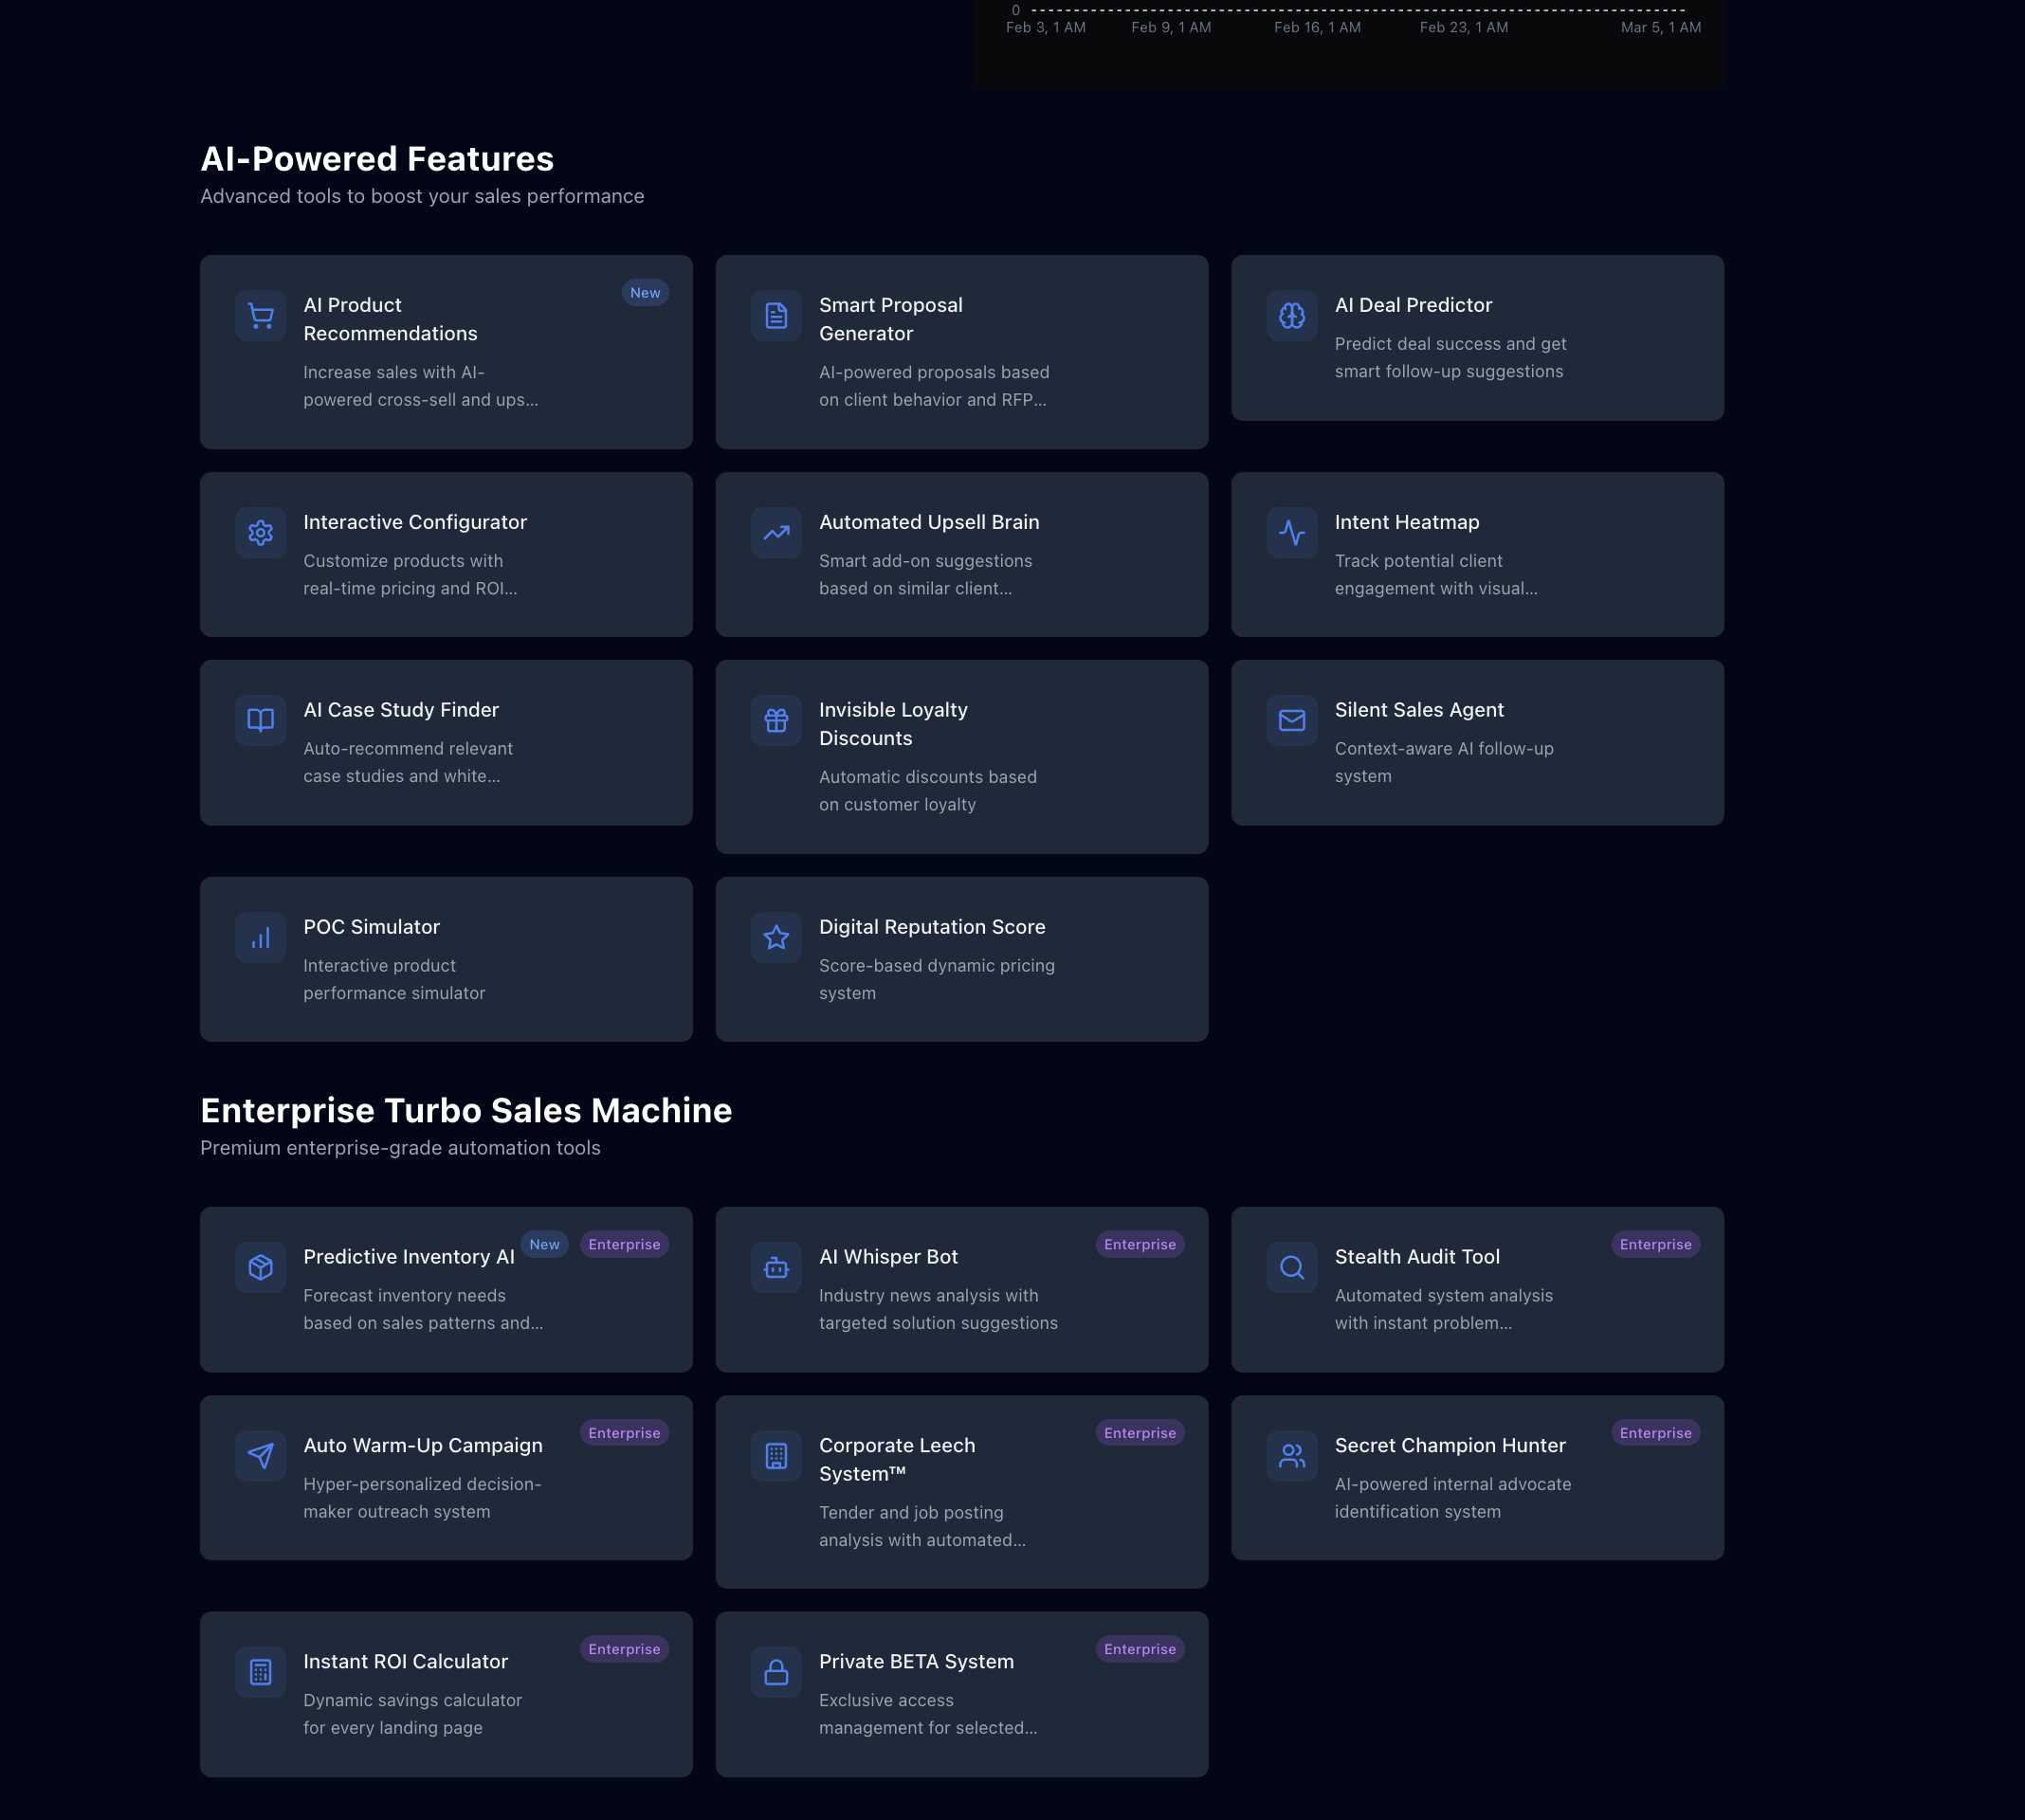 0
Feb 3, 1 AM
Feb 9, 1 AM
Feb 16, 1 AM
Feb 23, 1 AM
Mar 5, 1 AM
AI-Powered Features
Advanced tools to boost your sales performance
AI Product
Recommendations
New
Increase sales with AI-
powered cross-sell and ups...
Smart Proposal
Generator
AI-powered proposals based
on client behavior and RFP...
AI Deal Predictor
Predict deal success and get
smart follow-up suggestions
Interactive Configurator
Customize products with
real-time pricing and ROI...
Automated Upsell Brain
Smart add-on suggestions
based on similar client...
Intent Heatmap
Track potential client
engagement with visual...
AI Case Study Finder
Auto-recommend relevant
case studies and white...
Invisible Loyalty
Discounts
Automatic discounts based
on customer loyalty
Silent Sales Agent
Context-aware AI follow-up
system
POC Simulator
Interactive product
performance simulator
Digital Reputation Score
Score-based dynamic pricing
system
Enterprise Turbo Sales Machine
Premium enterprise-grade automation tools
Predictive Inventory AI
New
Enterprise
Forecast inventory needs
based on sales patterns and...
AI Whisper Bot
Enterprise
Industry news analysis with
targeted solution suggestions
Stealth Audit Tool
Enterprise
Automated system analysis
with instant problem...
Auto Warm-Up Campaign
Enterprise
Hyper-personalized decision-
maker outreach system
Corporate Leech
System™
Enterprise
Tender and job posting
analysis with automated...
Secret Champion Hunter
Enterprise
AI-powered internal advocate
identification system
Instant ROI Calculator
Enterprise
Dynamic savings calculator
for every landing page
Private BETA System
Enterprise
Exclusive access
management for selected...